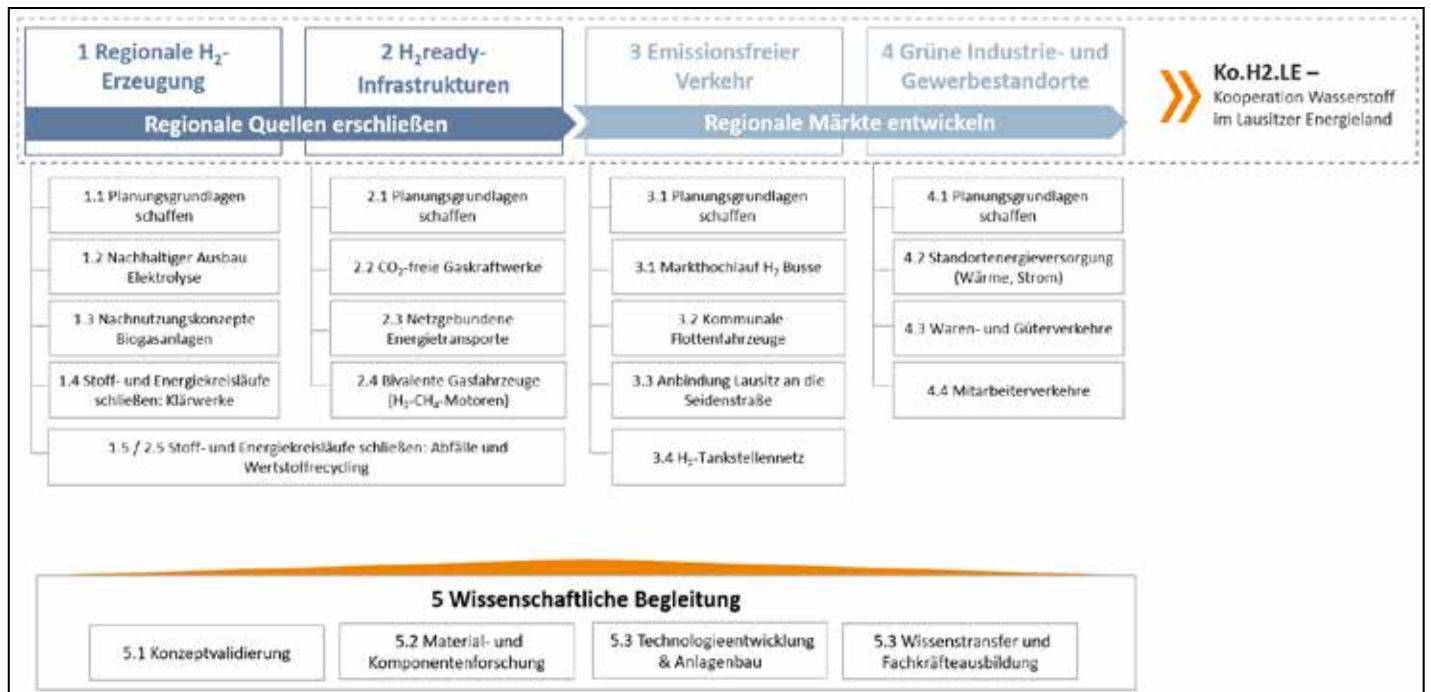 1 Regionale H₂-
Erzeugung
2 H₂ready-
Infrastrukturen
3 Emissionsfreier
Verkehr
4 Grüne Industrie- und
Gewerbestandorte
Regionale Quellen erschließen
Regionale Märkte entwickeln
Ko.H2.LE –
Kooperation Wasserstoff
im Lausitzer Energieland
1.1 Planungsgrundlagen
schaffen
1.2 Nachhaltiger Ausbau
Elektrolyse
1.3 Nachnutzungskonzepte
Biogasanlagen
1.4 Stoff- und Energiekreisläufe
schließen: Klärwerke
2.1 Planungsgrundlagen
schaffen
2.2 CO₂-freie Gaskraftwerke
2.3 Netzgebundene
Energietransporte
2.4 Bivalente Gasfahrzeuge
(H₂-CH₄-Motoren)
1.5 / 2.5 Stoff- und Energiekreisläufe schließen: Abfälle und
Wertstoffrecycling
3.1 Planungsgrundlagen
schaffen
3.1 Markthochlauf H₂ Busse
3.2 Kommunale
Flottenfahrzeuge
3.3 Anbindung Lausitz an die
Seidenstraße
3.4 H₂-Tankstellennetz
4.1 Planungsgrundlagen
schaffen
4.2 Standortenergieversorgung
(Wärme, Strom)
4.3 Waren- und Güterverkehre
4.4 Mitarbeiterverkehre
5 Wissenschaftliche Begleitung
5.1 Konzeptvalidierung
5.2 Material- und
Komponentenforschung
5.3 Technologieentwicklung
& Anlagenbau
5.3 Wissenstransfer und
Fachkräfteausbildung